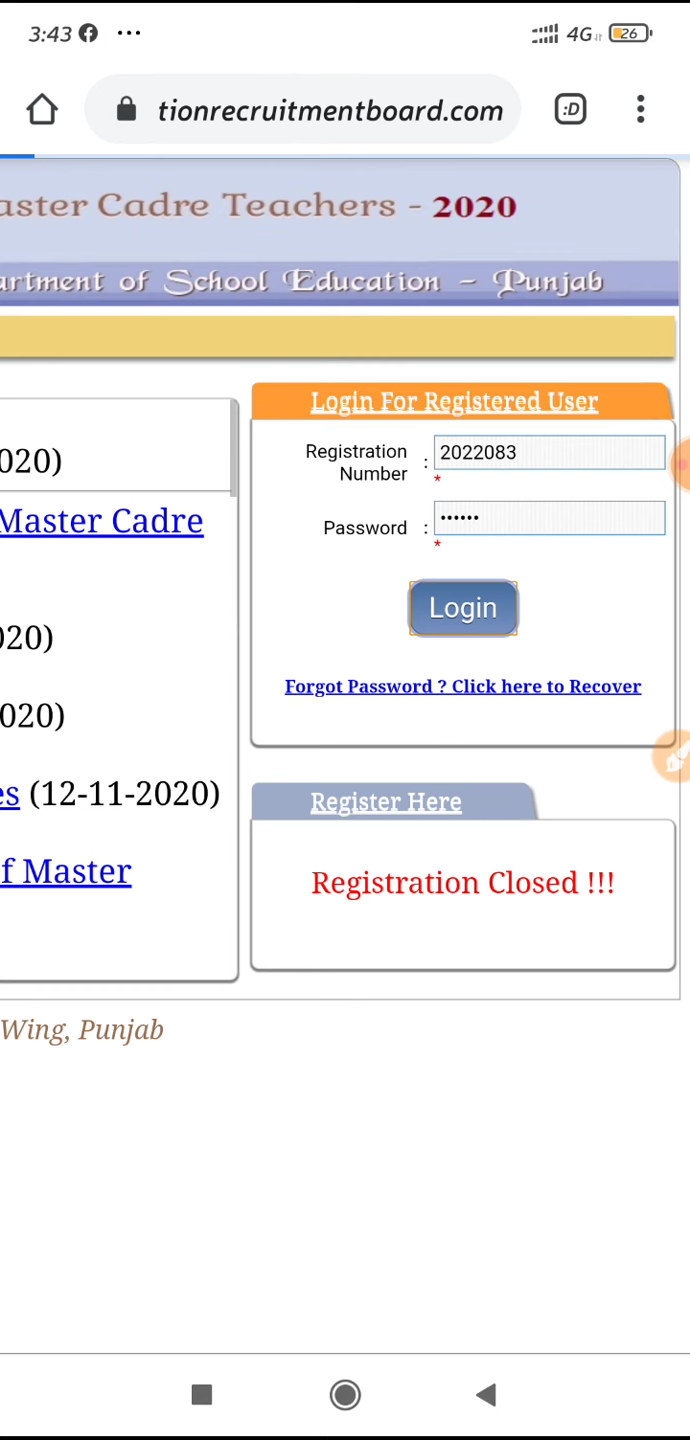 3:43
4G
26
tionrecruitmentboard.com
:D
aster Cadre Teachers - 2020
artment of School Education - Punjab
020)
Master Cadre
020)
020)
es (12-11-2020)
f Master
Login For Registered User
Registration Number : 2022083
*
Password : ••••••
*
Login
Forgot Password ? Click here to Recover
Register Here
Registration Closed !!!
Wing, Punjab